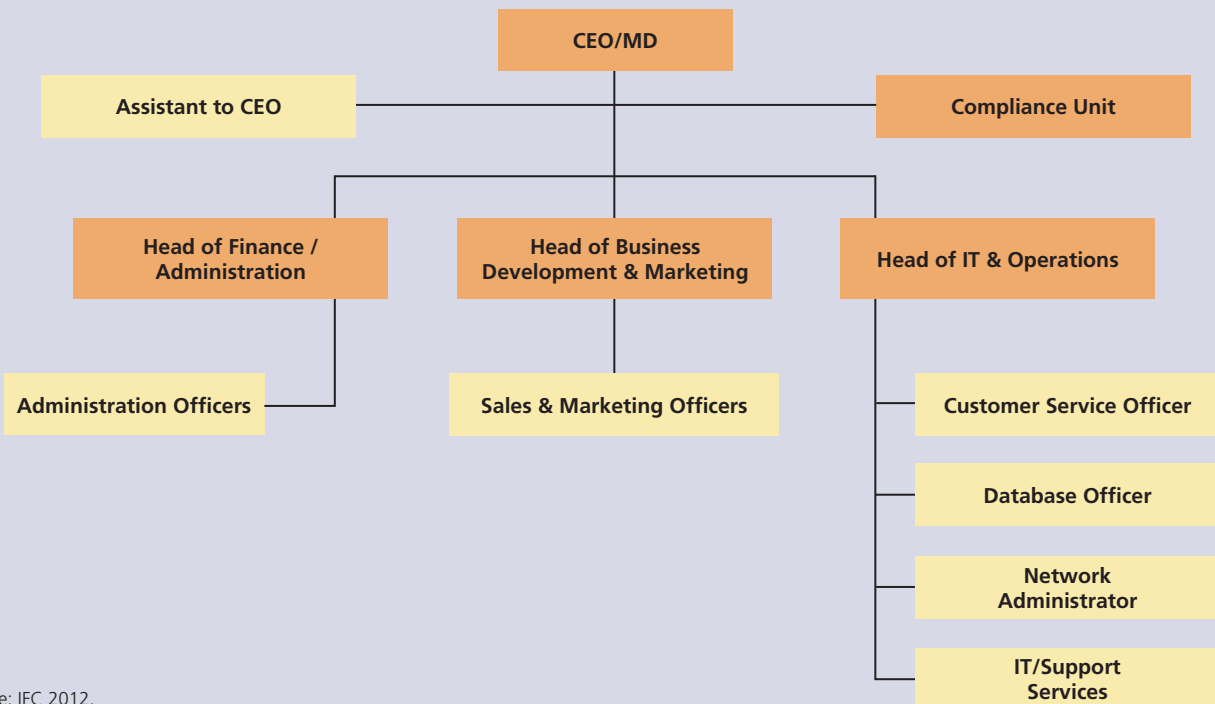 CEO/MD
Assistant to CEO
Compliance Unit
Head of Finance /
Administration
Head of Business
Development & Marketing
Head of IT & Operations
Administration Officers
Sales & Marketing Officers
Customer Service Officer
Database Officer
Network
Administrator
IT/Support
Services
e: IFC 2012.